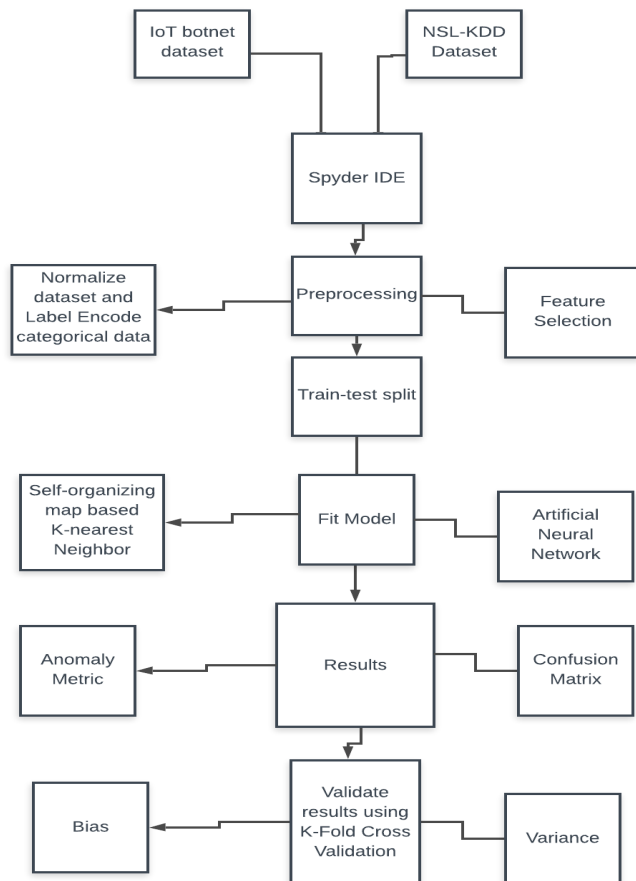 IoT botnet
dataset
NSL-KDD
Dataset
Spyder IDE
Normalize
dataset and
Label Encode
categorical data
Preprocessing
Feature
Selection
Train-test split
Self-organizing
map based
K-nearest
Neighbor
Fit Model
Artificial
Neural
Network
Anomaly
Metric
Results
Confusion
Matrix
Bias
Validate
results using
K-Fold Cross
Validation
Variance